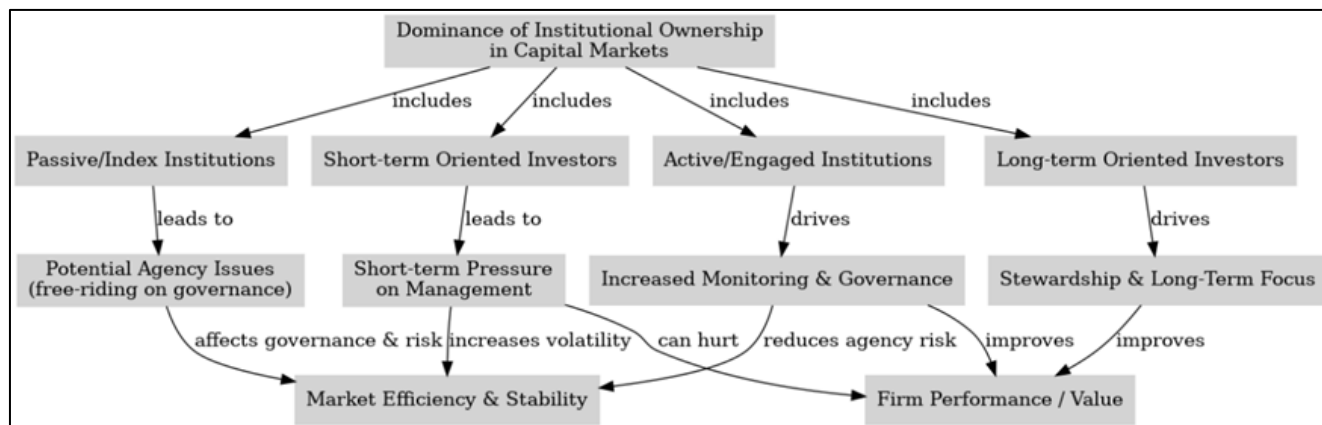 Dominance of Institutional Ownership
in Capital Markets
includes
includes
includes
includes
Passive/Index Institutions
Short-term Oriented Investors
Active/Engaged Institutions
Long-term Oriented Investors
leads to
leads to
drives
drives
Potential Agency Issues
(free-riding on governance)
Short-term Pressure
on Management
Increased Monitoring & Governance
Stewardship & Long-Term Focus
affects governance & risk
increases volatility
can hurt
reduces agency risk
improves
improves
Market Efficiency & Stability
Firm Performance / Value